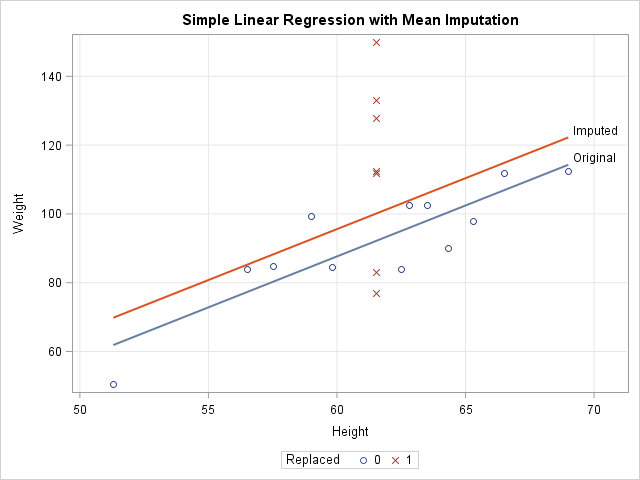 Simple Linear Regression with Mean Imputation
140
120
100
80
60
Weight
Imputed
Original
50 55 60 65 70
Height
Replaced 0 1